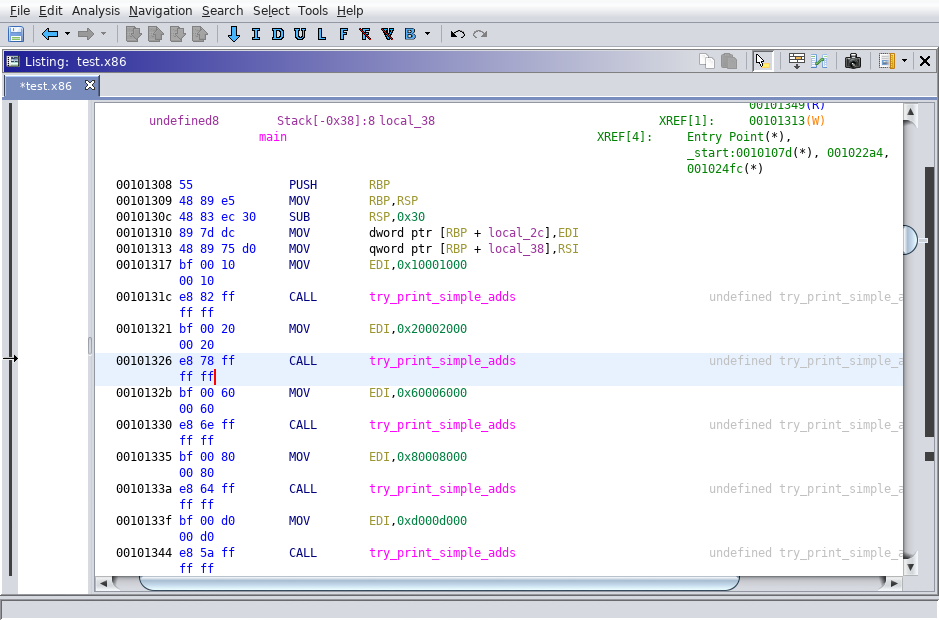 File Edit Analysis Navigation Search Select Tools Help
I D U L F R V B
Listing: test.x86
*test.x86
00101349(R)
undefined8 Stack[-0x38]:8 local_38 XREF[1]: 00101313(W)
main XREF[4]: Entry Point(*),
_start:0010107d(*), 001022a4,
001024fc(*)
00101308 55 PUSH RBP
00101309 48 89 e5 MOV RBP,RSP
0010130c 48 83 ec 30 SUB RSP,0x30
00101310 89 7d dc MOV dword ptr [RBP + local_2c],EDI
00101313 48 89 75 d0 MOV qword ptr [RBP + local_38],RSI
00101317 bf 00 10 MOV EDI,0x10001000
00 10
0010131c e8 82 ff CALL try_print_simple_adds undefined try_print_simple_a
ff ff
00101321 bf 00 20 MOV EDI,0x20002000
00 20
00101326 e8 78 ff CALL try_print_simple_adds undefined try_print_simple_a
ff ff
0010132b bf 00 60 MOV EDI,0x60006000
00 60
00101330 e8 6e ff CALL try_print_simple_adds undefined try_print_simple_a
ff ff
00101335 bf 00 80 MOV EDI,0x80008000
00 80
0010133a e8 64 ff CALL try_print_simple_adds undefined try_print_simple_a
ff ff
0010133f bf 00 d0 MOV EDI,0xd000d000
00 d0
00101344 e8 5a ff CALL try_print_simple_adds undefined try_print_simple_a
ff ff